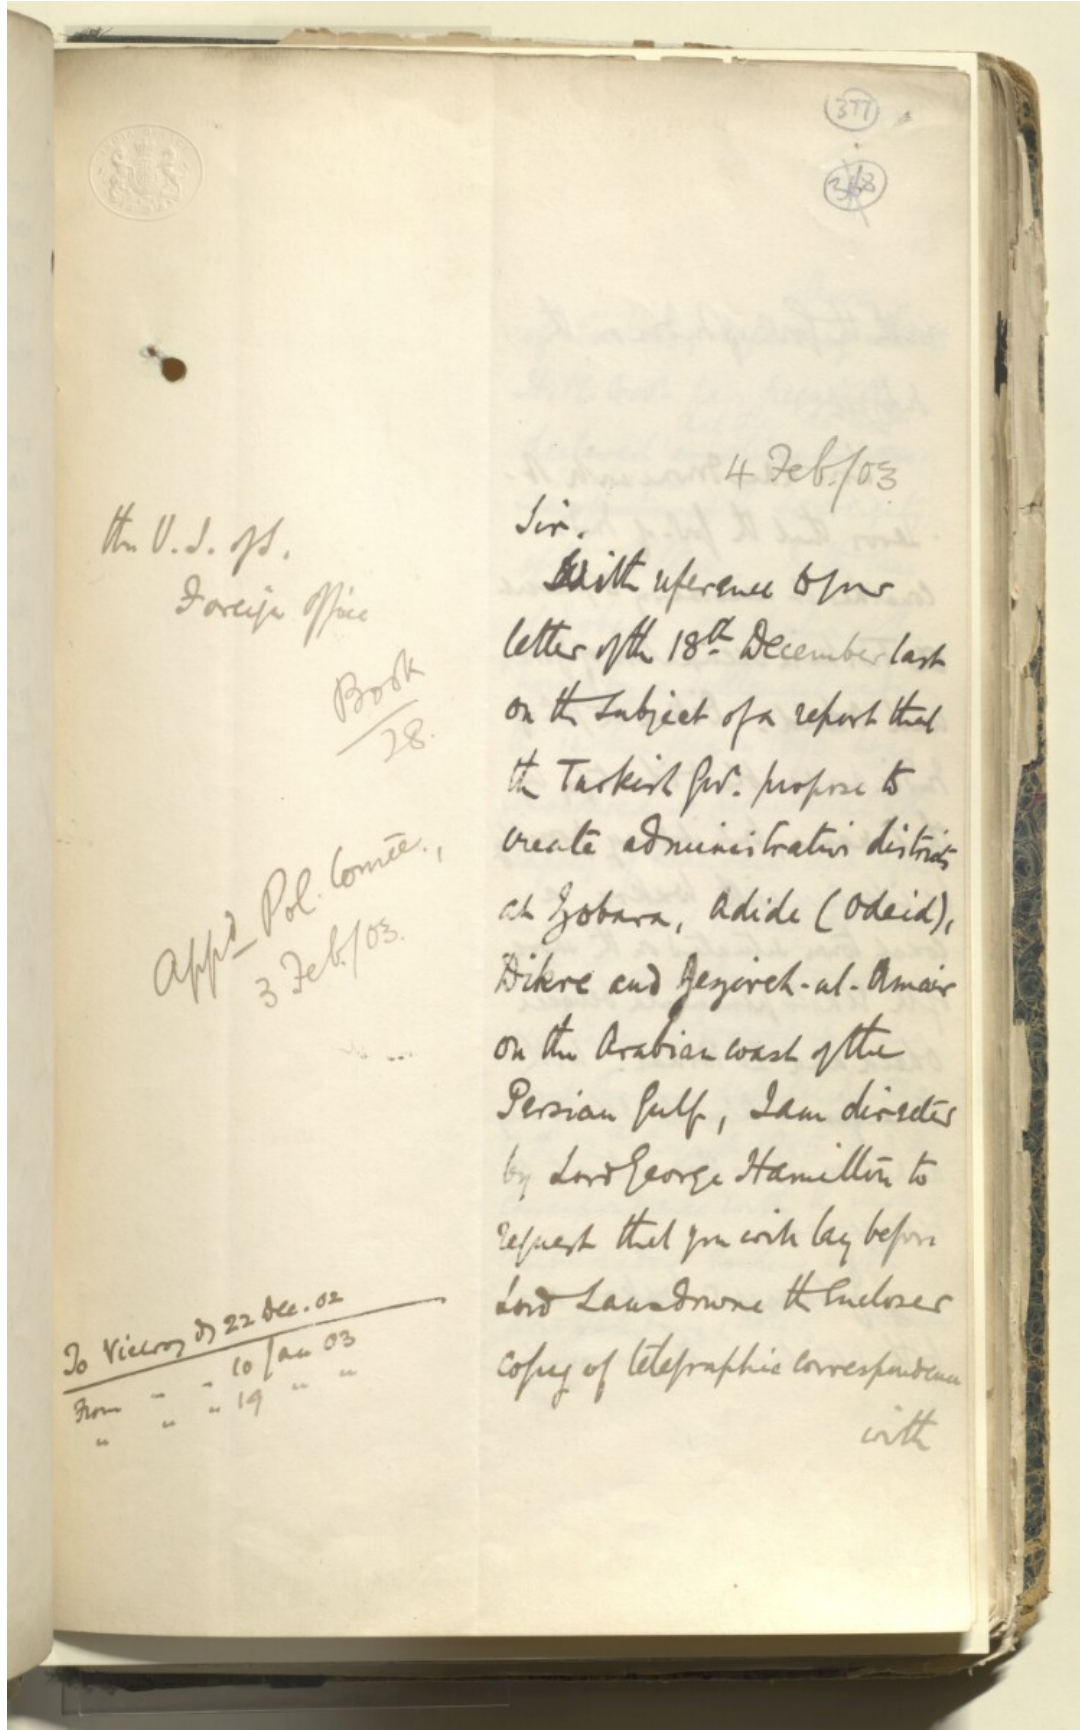 377
368
4 Feb./03
the U.S. of S.
Foreign Office
Book
28.
Appd Pol. Comtee.,
3 Feb./03.
To Viceroy dd 22 Dec. 02
From " " 10 Jan 03
" " " 19 " "
Sir.
With reference to your
letter of the 18th December last
on the subject of a report that
the Turkish Govt. propose to
create administrative districts
at Zobara, Adide (Odeid),
Dikre and Jezireh-ul-Amair
on the Arabian coast of the
Persian Gulf, I am directed
by Lord George Hamilton to
request that you will lay before
Lord Lansdowne the enclosed
copy of telegraphic correspondence
with